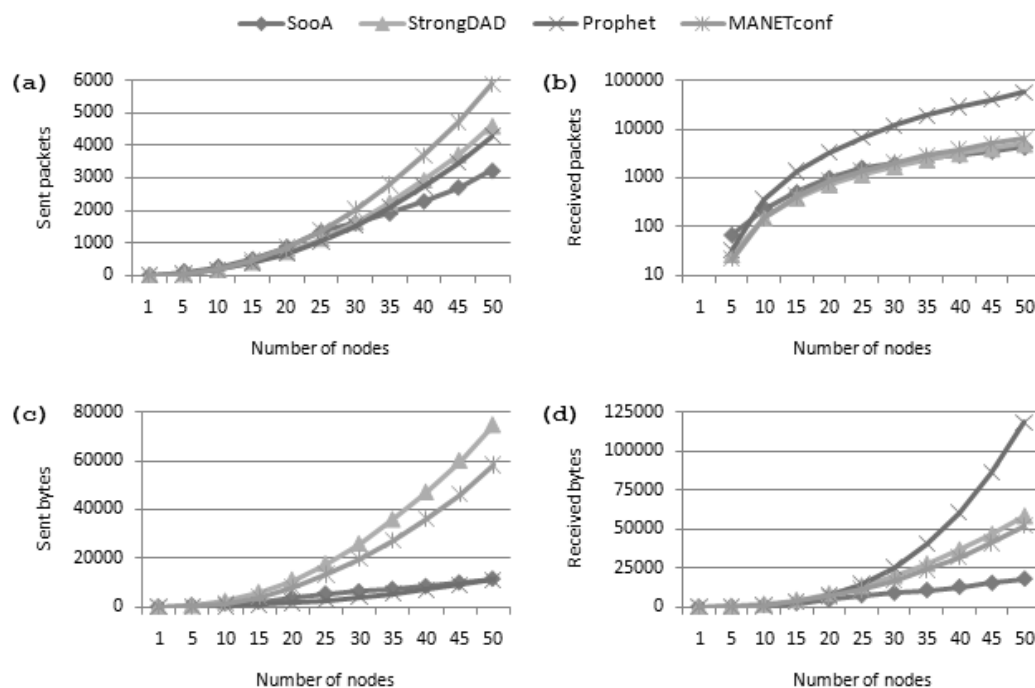 SooA StrongDAD Prophet MANETconf
(a)
Sent packets
6000
5000
4000
3000
2000
1000
0
1 5 10 15 20 25 30 35 40 45 50
Number of nodes
(b)
Received packets
100000
10000
1000
100
10
1 5 10 15 20 25 30 35 40 45 50
Number of nodes
(c)
Sent bytes
80000
60000
40000
20000
0
1 5 10 15 20 25 30 35 40 45 50
Number of nodes
(d)
Received bytes
125000
100000
75000
50000
25000
0
1 5 10 15 20 25 30 35 40 45 50
Number of nodes